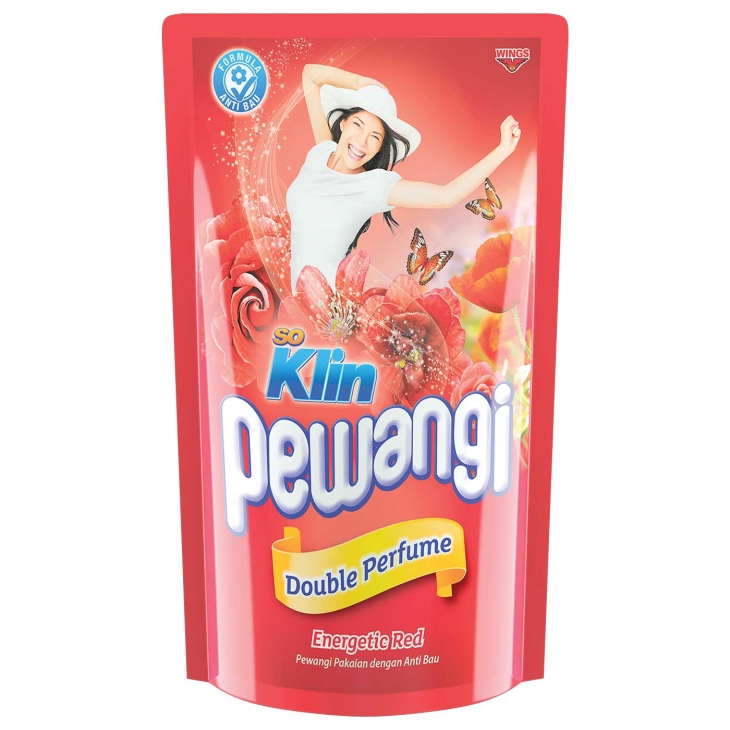 FORMULA
ANTI BAU
WINGS
SO
Klin
Pewangi
Double Perfume
Energetic Red
Pewangi Pakaian dengan Anti Bau